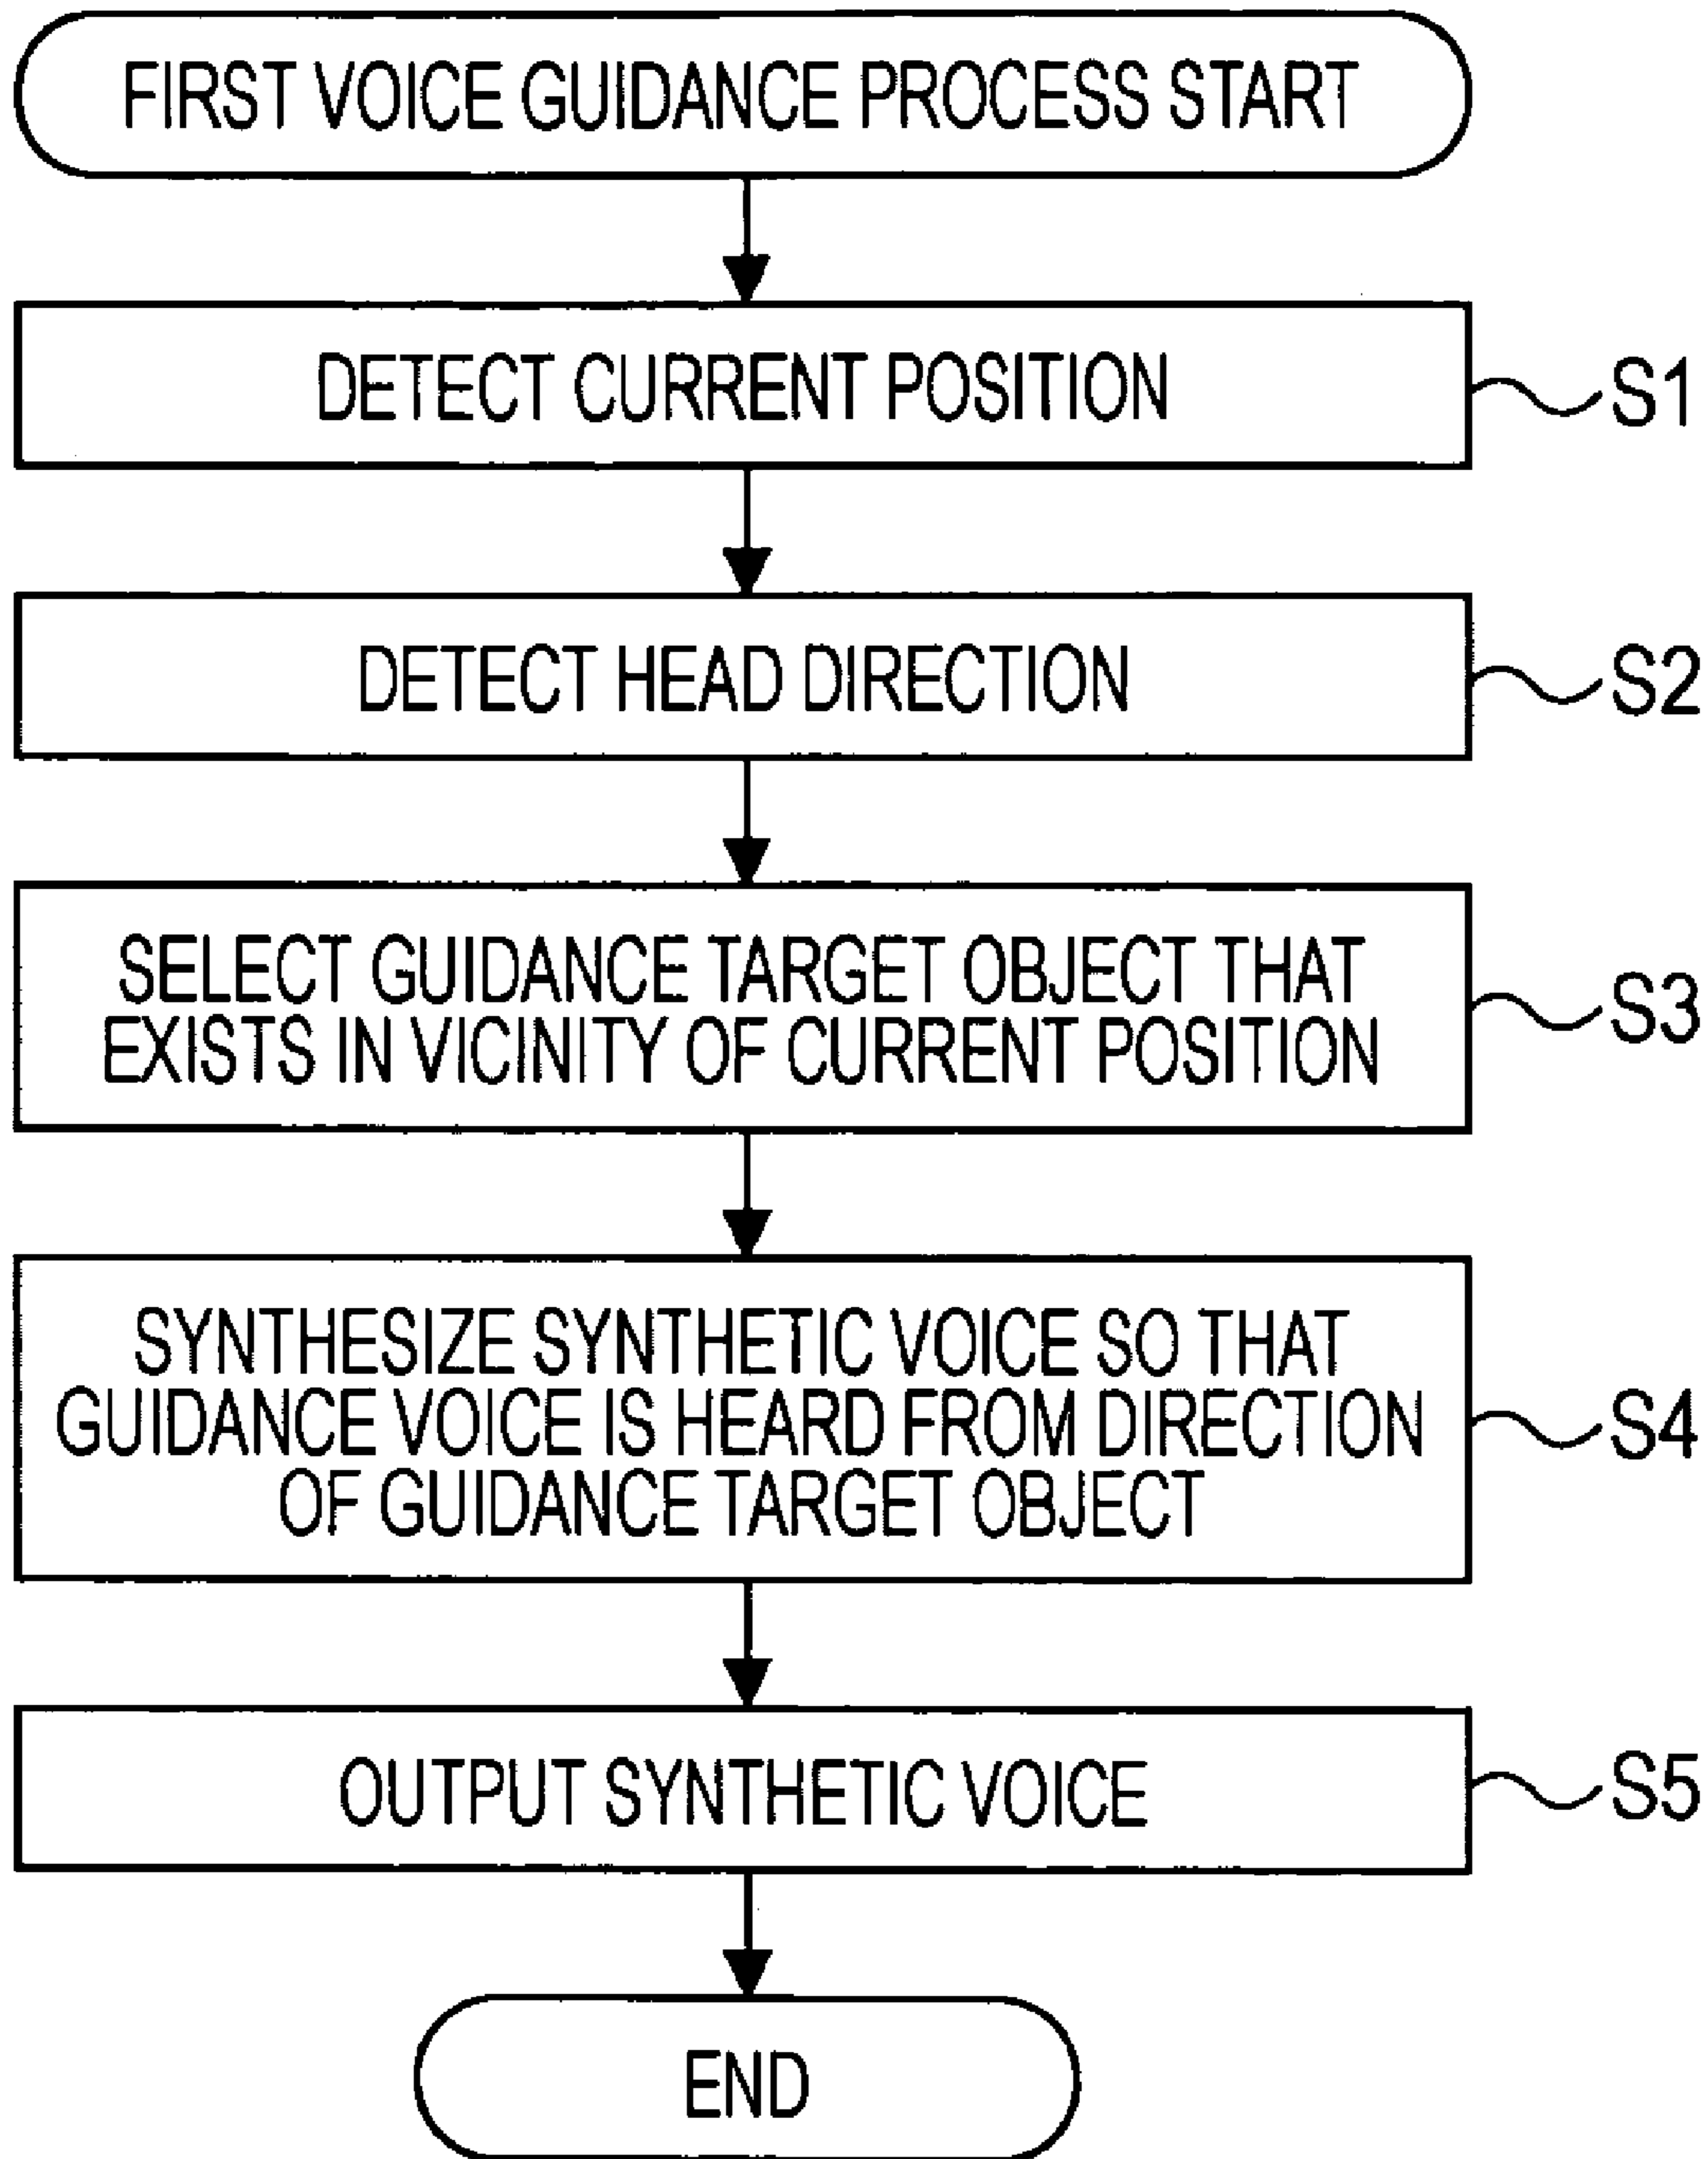 FIRST VOICE GUIDANCE PROCESS START
DETECT CURRENT POSITION
S1
DETECT HEAD DIRECTION
S2
SELECT GUIDANCE TARGET OBJECT THAT
EXISTS IN VICINITY OF CURRENT POSITION
S3
SYNTHESIZE SYNTHETIC VOICE SO THAT
GUIDANCE VOICE IS HEARD FROM DIRECTION
OF GUIDANCE TARGET OBJECT
S4
OUTPUT SYNTHETIC VOICE
S5
END